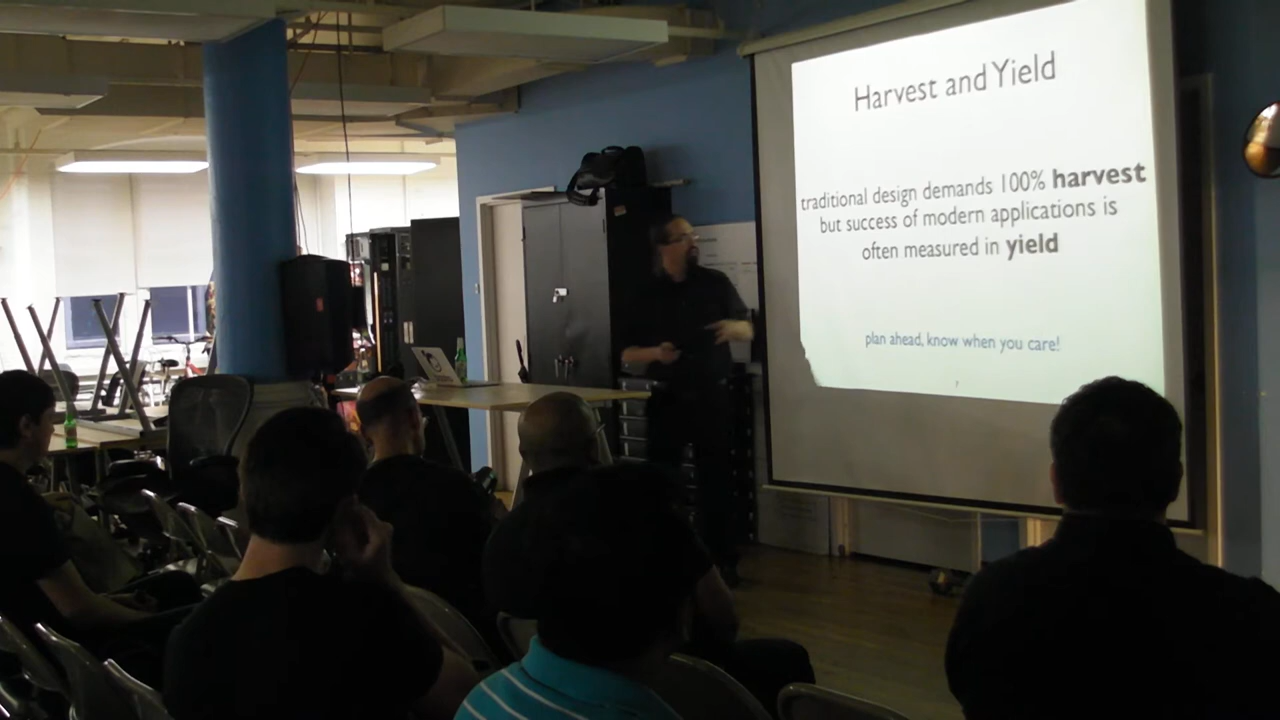 Harvest and Yield
traditional design demands 100% harvest
but success of modern applications is
often measured in yield
plan ahead, know when you care!
7